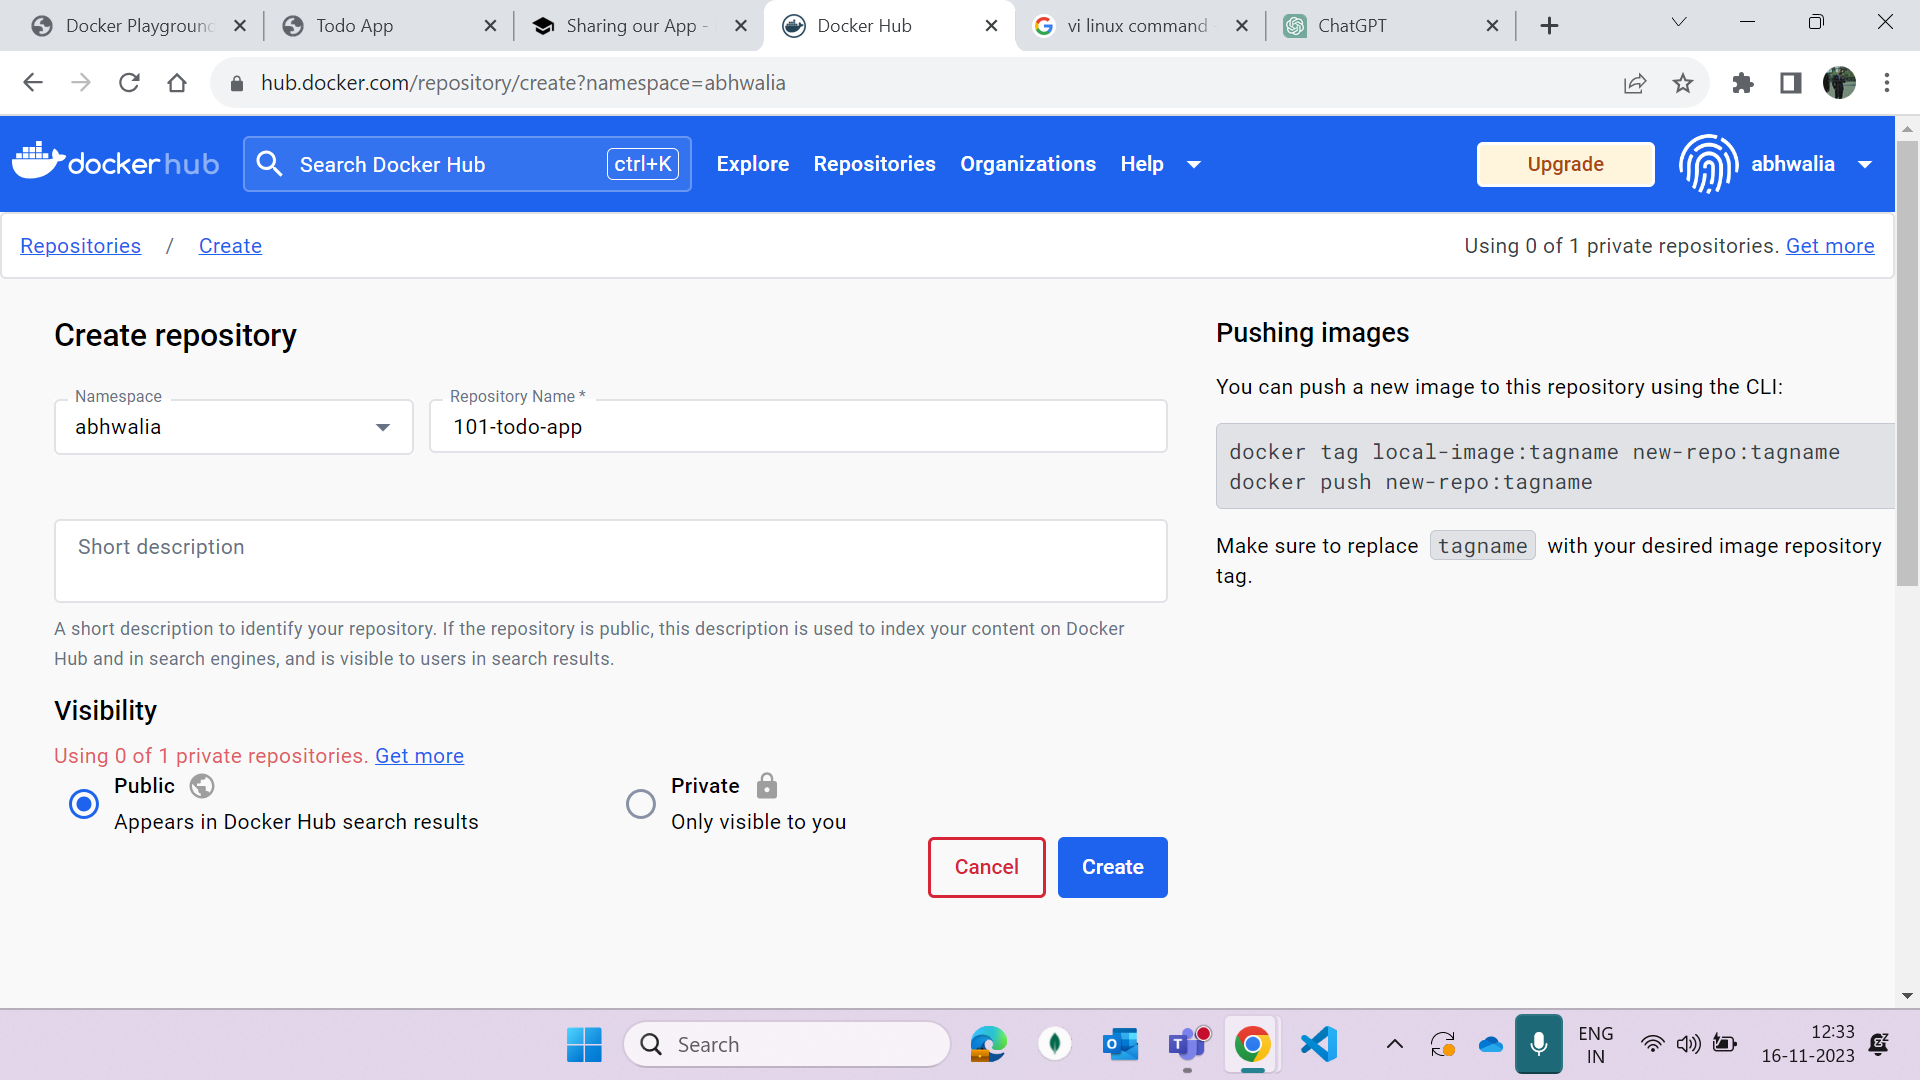 Docker Playground
Todo App
Sharing our App -
Docker Hub
vi linux command
ChatGPT
hub.docker.com/repository/create?namespace=abhwalia
dockerhub
Search Docker Hub
ctrl+K
Explore
Repositories
Organizations
Help
Upgrade
abhwalia
Repositories / Create
Using 0 of 1 private repositories. Get more
Create repository
Namespace
abhwalia
Repository Name *
101-todo-app
Short description
A short description to identify your repository. If the repository is public, this description is used to index your content on Docker
Hub and in search engines, and is visible to users in search results.
Visibility
Using 0 of 1 private repositories. Get more
Public
Appears in Docker Hub search results
Private
Only visible to you
Cancel
Create
Pushing images
You can push a new image to this repository using the CLI:
docker tag local-image:tagname new-repo:tagname
docker push new-repo:tagname
Make sure to replace tagname with your desired image repository
tag.
Search
ENG
IN
12:33
16-11-2023